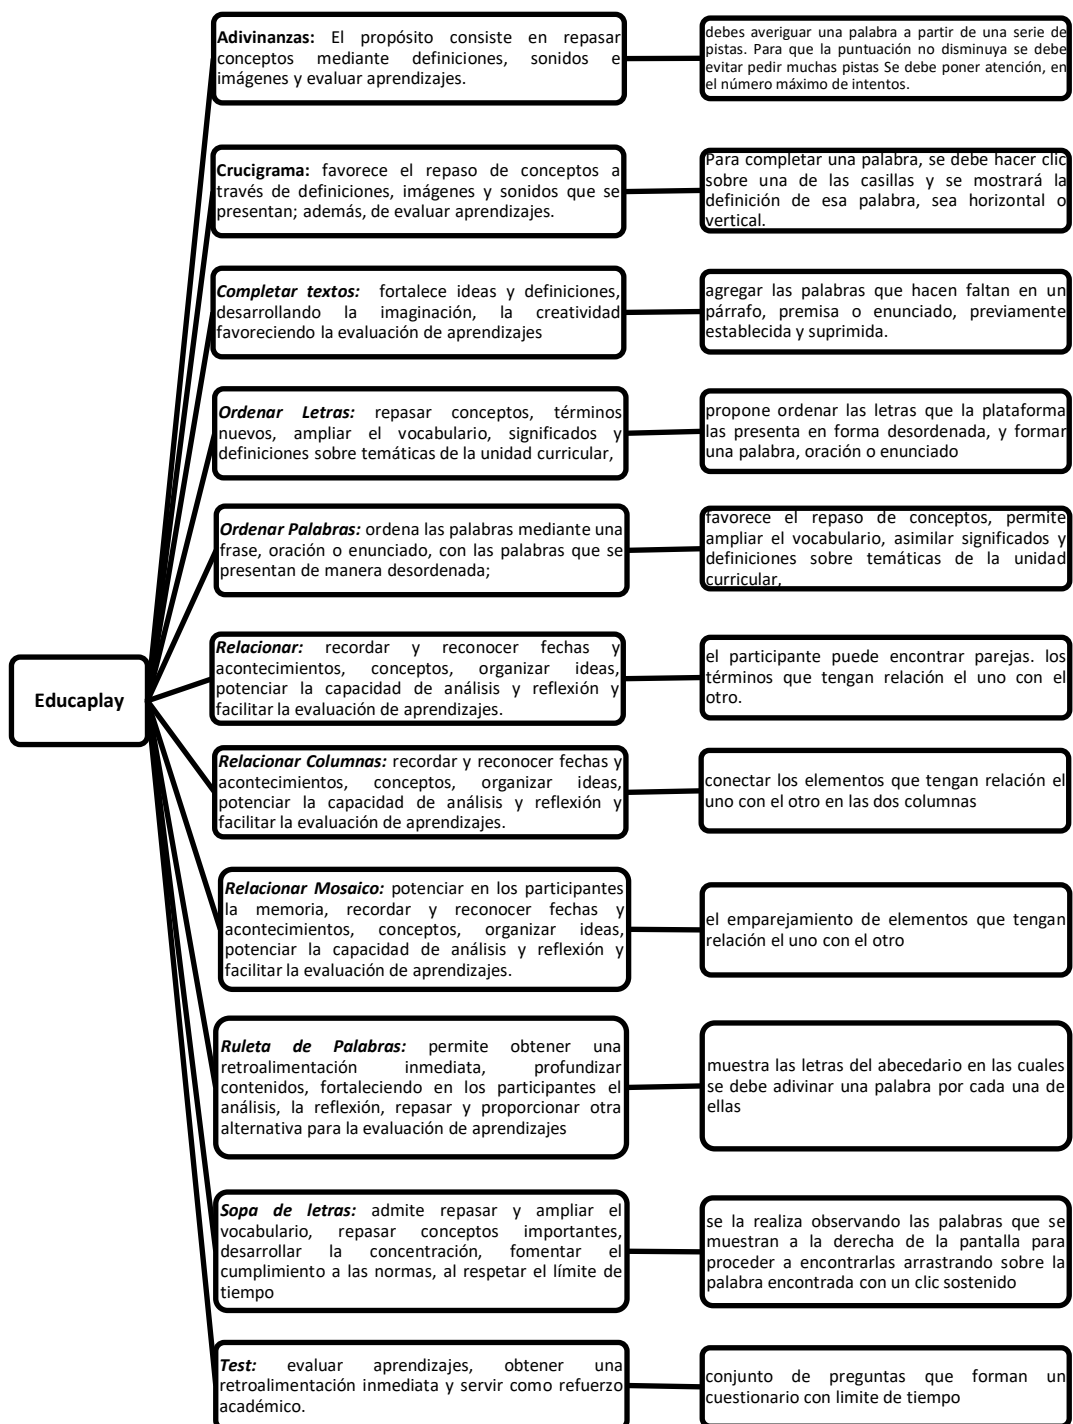 Adivinanzas: El propósito consiste en repasar
conceptos mediante definiciones, sonidos e
imágenes y evaluar aprendizajes.
debes averiguar una palabra a partir de una serie de
pistas. Para que la puntuación no disminuya se debe
evitar pedir muchas pistas Se debe poner atención, en
el número máximo de intentos.
Crucigrama: favorece el repaso de conceptos a
través de definiciones, imágenes y sonidos que se
presentan; además, de evaluar aprendizajes.
Para completar una palabra, se debe hacer clic
sobre una de las casillas y se mostrará la
definición de esa palabra, sea horizontal o
vertical.
Completar textos: fortalece ideas y definiciones,
desarrollando la imaginación, la creatividad
favoreciendo la evaluación de aprendizajes
agregar las palabras que hacen faltan en un
párrafo, premisa o enunciado, previamente
establecida y suprimida.
Ordenar Letras: repasar conceptos, términos
nuevos, ampliar el vocabulario, significados y
definiciones sobre temáticas de la unidad curricular,
propone ordenar las letras que la plataforma
las presenta en forma desordenada, y formar
una palabra, oración o enunciado
Ordenar Palabras: ordena las palabras mediante una
frase, oración o enunciado, con las palabras que se
presentan de manera desordenada;
favorece el repaso de conceptos, permite
ampliar el vocabulario, asimilar significados y
definiciones sobre temáticas de la unidad
curricular,
Educaplay
Relacionar: recordar y reconocer fechas y
acontecimientos, conceptos, organizar ideas,
potenciar la capacidad de análisis y reflexión y
facilitar la evaluación de aprendizajes.
el participante puede encontrar parejas. los
términos que tengan relación el uno con el
otro.
Relacionar Columnas: recordar y reconocer fechas y
acontecimientos, conceptos, organizar ideas,
potenciar la capacidad de análisis y reflexión y
facilitar la evaluación de aprendizajes.
conectar los elementos que tengan relación el
uno con el otro en las dos columnas
Relacionar Mosaico: potenciar en los participantes
la memoria, recordar y reconocer fechas y
acontecimientos, conceptos, organizar ideas,
potenciar la capacidad de análisis y reflexión y
facilitar la evaluación de aprendizajes.
el emparejamiento de elementos que tengan
relación el uno con el otro
Ruleta de Palabras: permite obtener una
retroalimentación inmediata, profundizar
contenidos, fortaleciendo en los participantes el
análisis, la reflexión, repasar y proporcionar otra
alternativa para la evaluación de aprendizajes
muestra las letras del abecedario en las cuales
se debe adivinar una palabra por cada una de
ellas
Sopa de letras: admite repasar y ampliar el
vocabulario, repasar conceptos importantes,
desarrollar la concentración, fomentar el
cumplimiento a las normas, al respetar el límite de
tiempo
se la realiza observando las palabras que se
muestran a la derecha de la pantalla para
proceder a encontrarlas arrastrando sobre la
palabra encontrada con un clic sostenido
Test: evaluar aprendizajes, obtener una
retroalimentación inmediata y servir como refuerzo
académico.
conjunto de preguntas que forman un
cuestionario con limite de tiempo